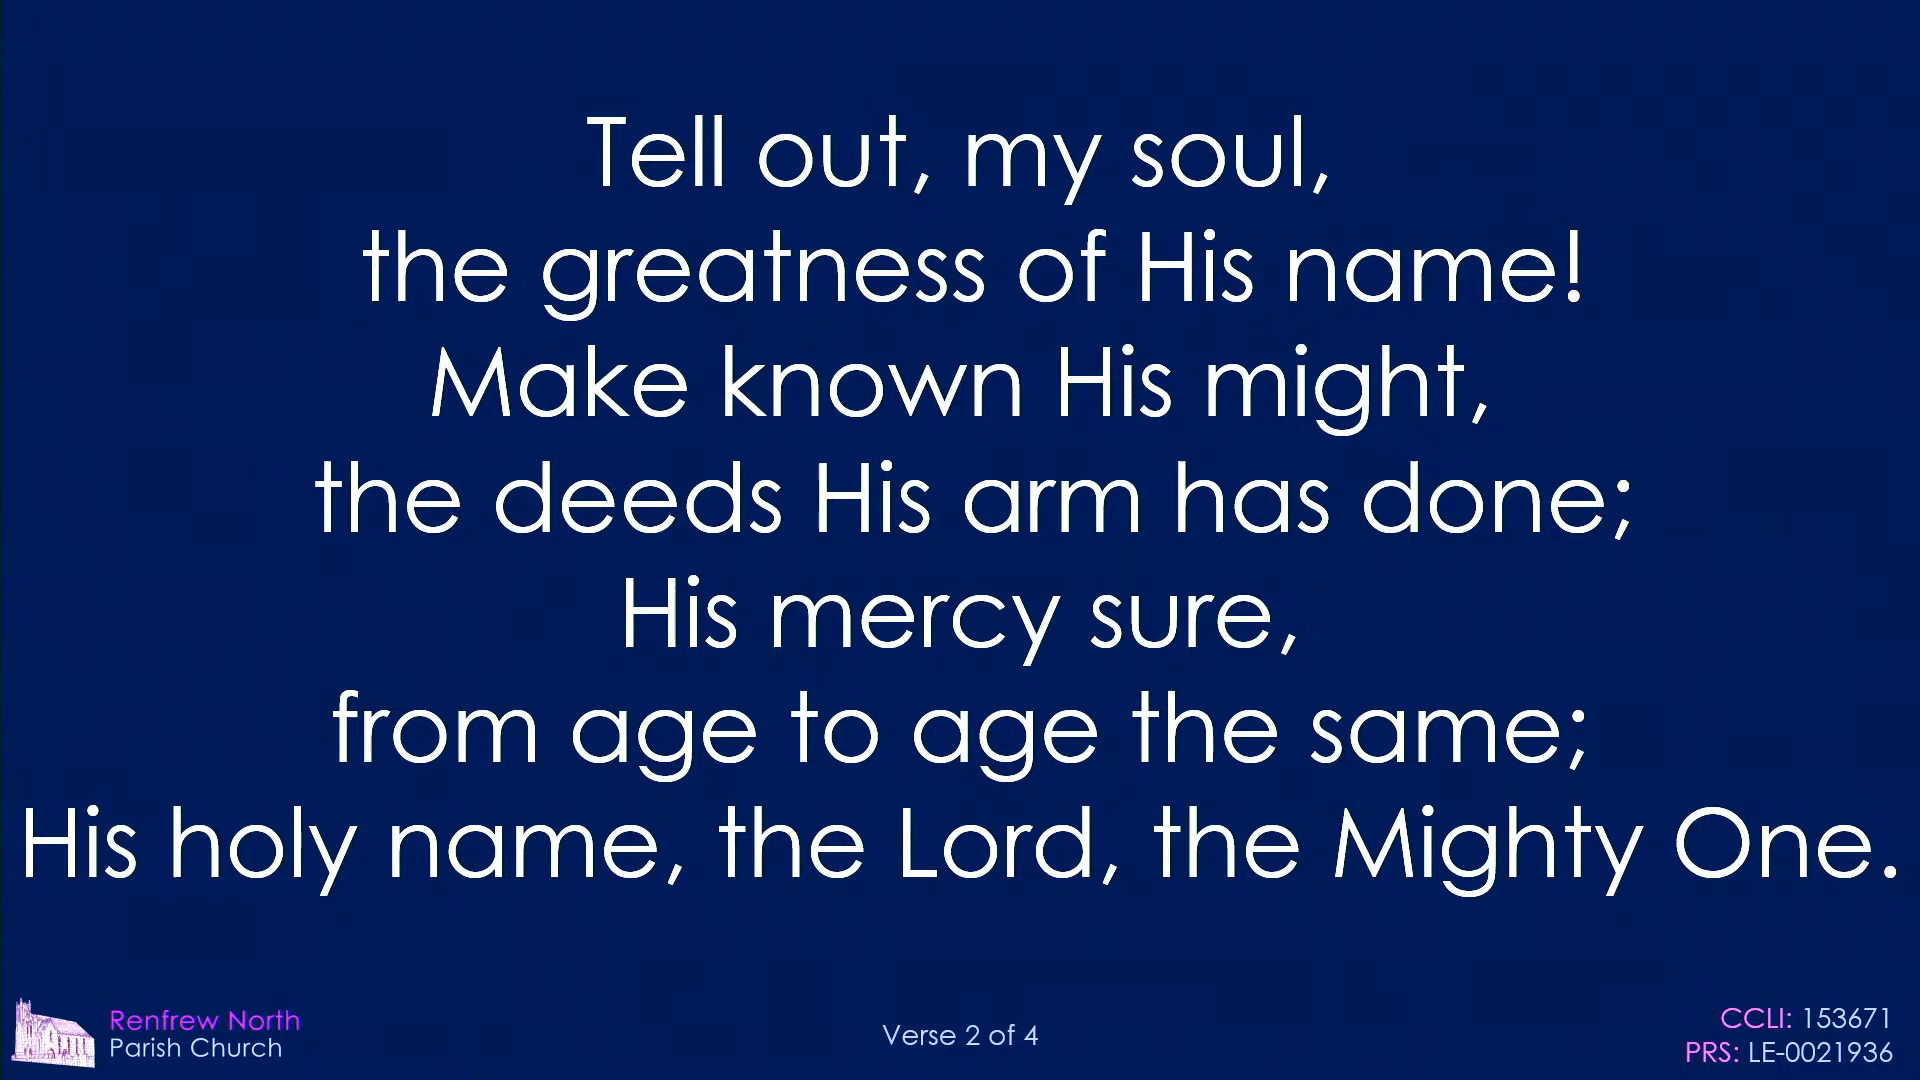 Tell out, my soul,
the greatness of His name!
Make known His might,
the deeds His arm has done;
His mercy sure,
from age to age the same;
His holy name, the Lord, the Mighty One.
Renfrew North
Parish Church
Verse 2 of 4
CCLI: 153671
PRS: LE-0021936